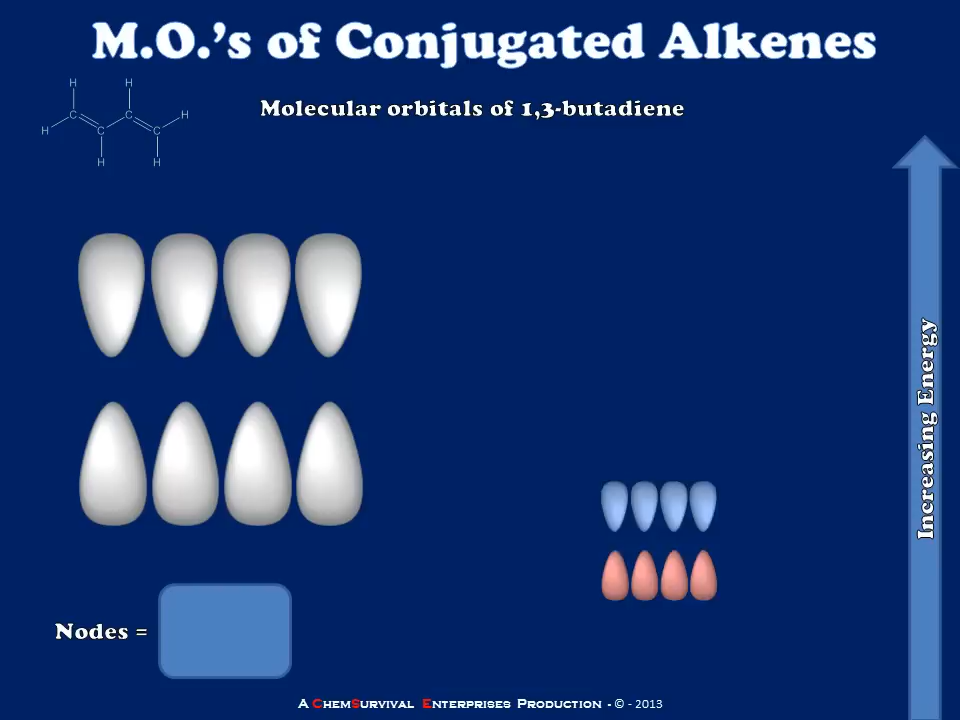 M.O.'s of Conjugated Alkenes
Molecular orbitals of 1,3-butadiene
H H
C C H
H C C
H H
Increasing Energy
Nodes =
A ChemSurvival Enterprises Production - © - 2013